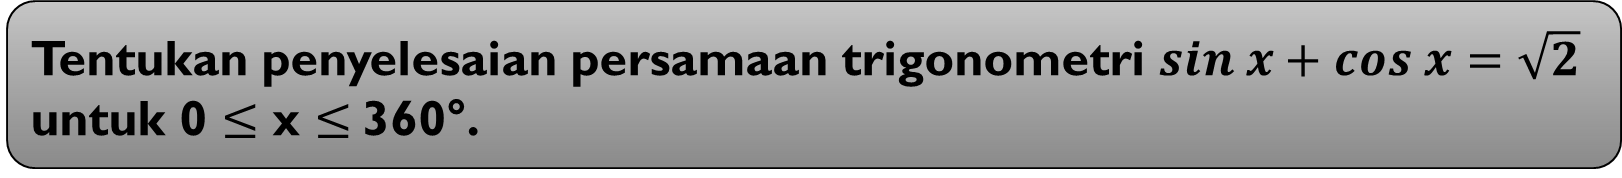 Tentukan penyelesaian persamaan trigonometri sin x + cos x = √2
untuk 0 ≤ x ≤ 360°.